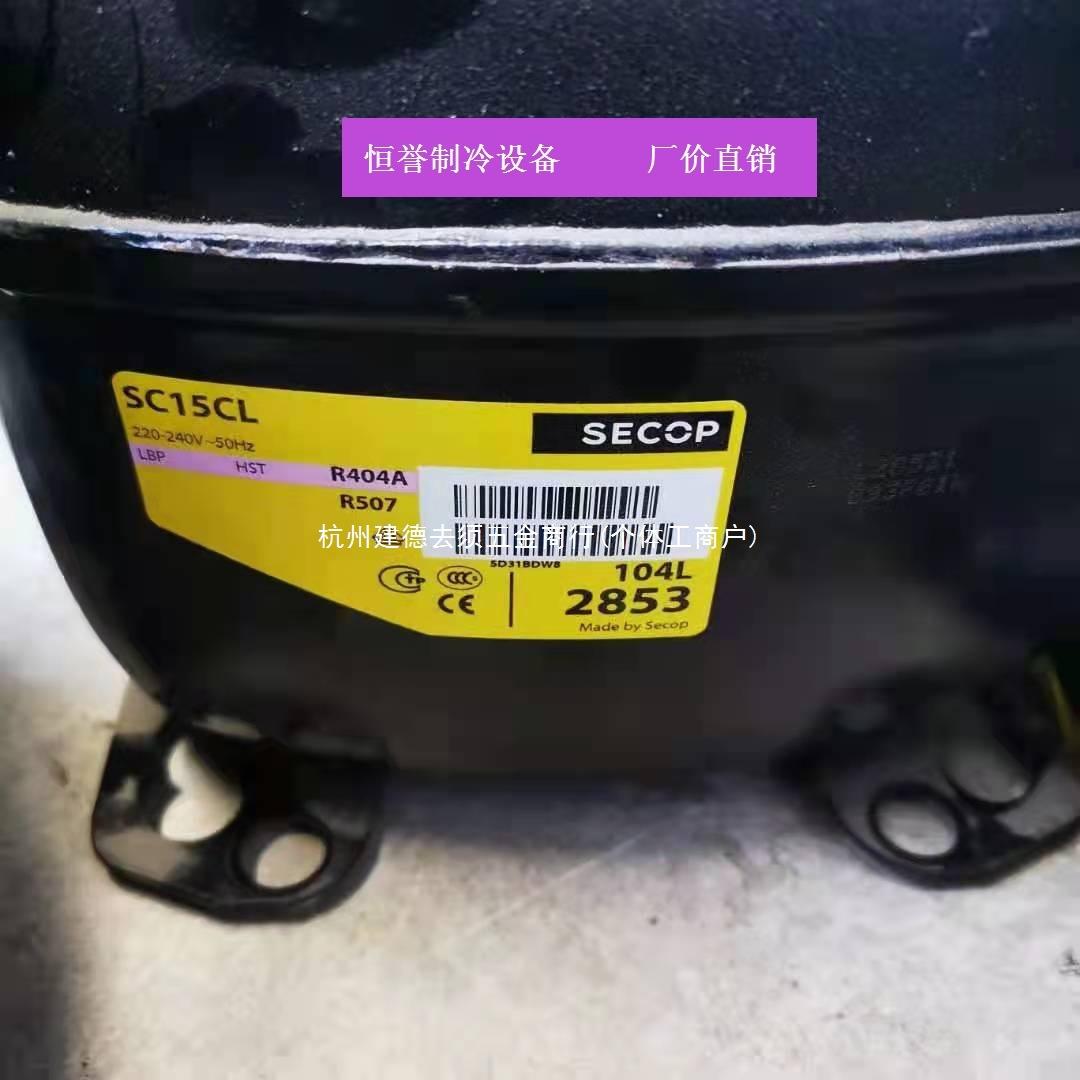 恒誉制冷设备 厂价直销
SC15CL
SECOP
220-240V~50Hz
LBP HST R404A
R507
杭州建德去须五金商行(个体工商户)
5D31BDW8
104L
CCC
CE
2853
Made by Secop